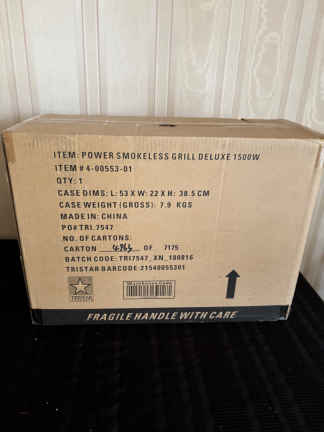 ITEM: POWER SMOKELESS GRILL DELUXE 1500W
ITEM # 4-00553-01
QTY: 1
CASE DIMS: L: 53 X W: 22 X H: 38.5 CM
CASE WEIGHT (GROSS): 7.9 KGS
MADE IN: CHINA
PO# TRI.7547
NO. OF CARTONS:
CARTON OF 7175
BATCH CODE: TRI7547_XN_180816
TRISTAR BARCODE 21540055301
TRISTAR
FRAGILE HANDLE WITH CARE